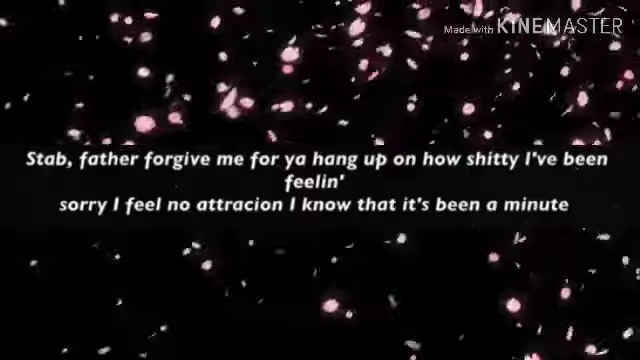 Made with KINEMASTER
Stab, father forgive me for ya hang up on how shitty I've been
feelin'
sorry I feel no attracion I know that it's been a minute